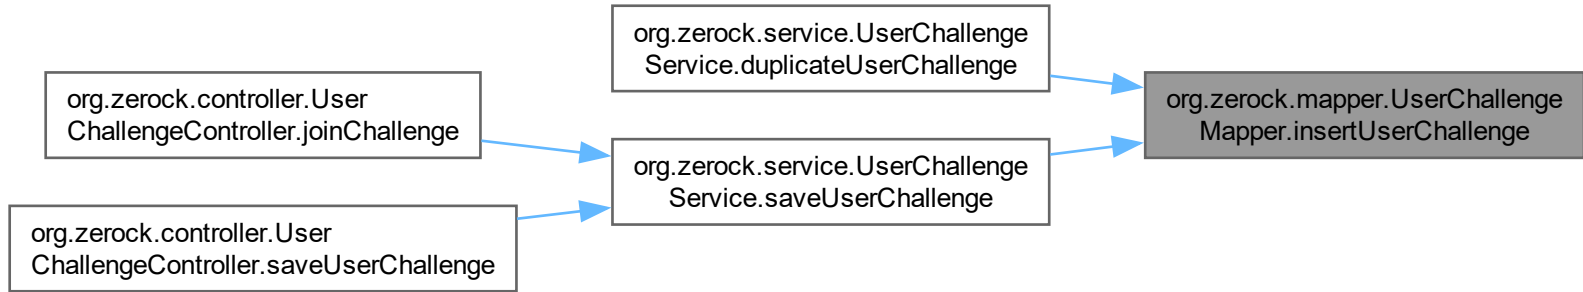 org.zerock.service.UserChallenge
Service.duplicateUserChallenge
org.zerock.controller.User
ChallengeController.joinChallenge
org.zerock.mapper.UserChallenge
Mapper.insertUserChallenge
org.zerock.service.UserChallenge
Service.saveUserChallenge
org.zerock.controller.User
ChallengeController.saveUserChallenge